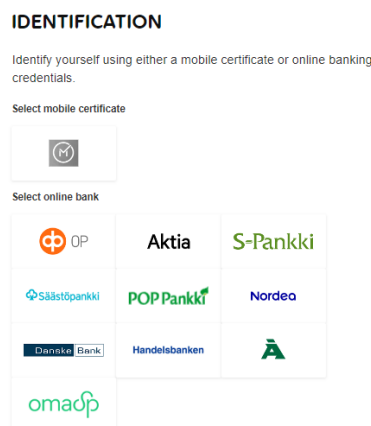 IDENTIFICATION
Identify yourself using either a mobile certificate or online banking
credentials.
Select mobile certificate
M
Select online bank
OP OP
Aktia
S-Pankki
Säästöpankki
POP Pankki
Nordea
Danske Bank
Handelsbanken
Å
omasp